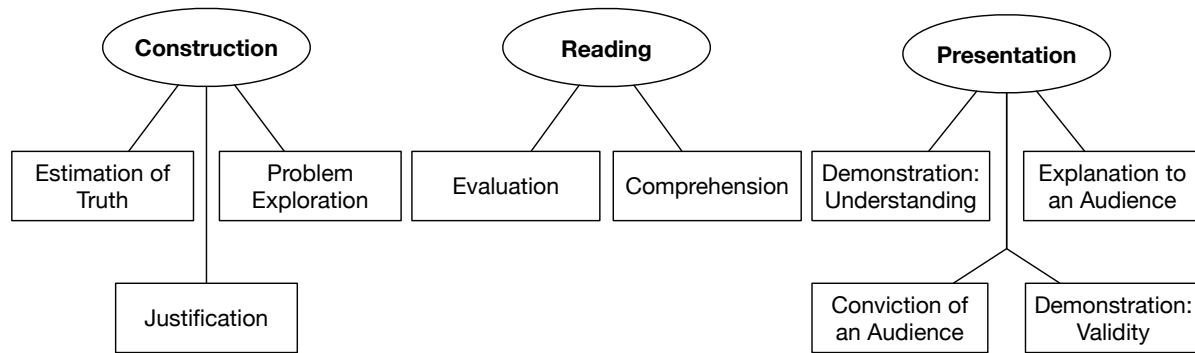 Construction
Estimation of
Truth
Problem
Exploration
Justification
Reading
Evaluation
Comprehension
Presentation
Demonstration:
Understanding
Explanation to
an Audience
Conviction of
an Audience
Demonstration:
Validity